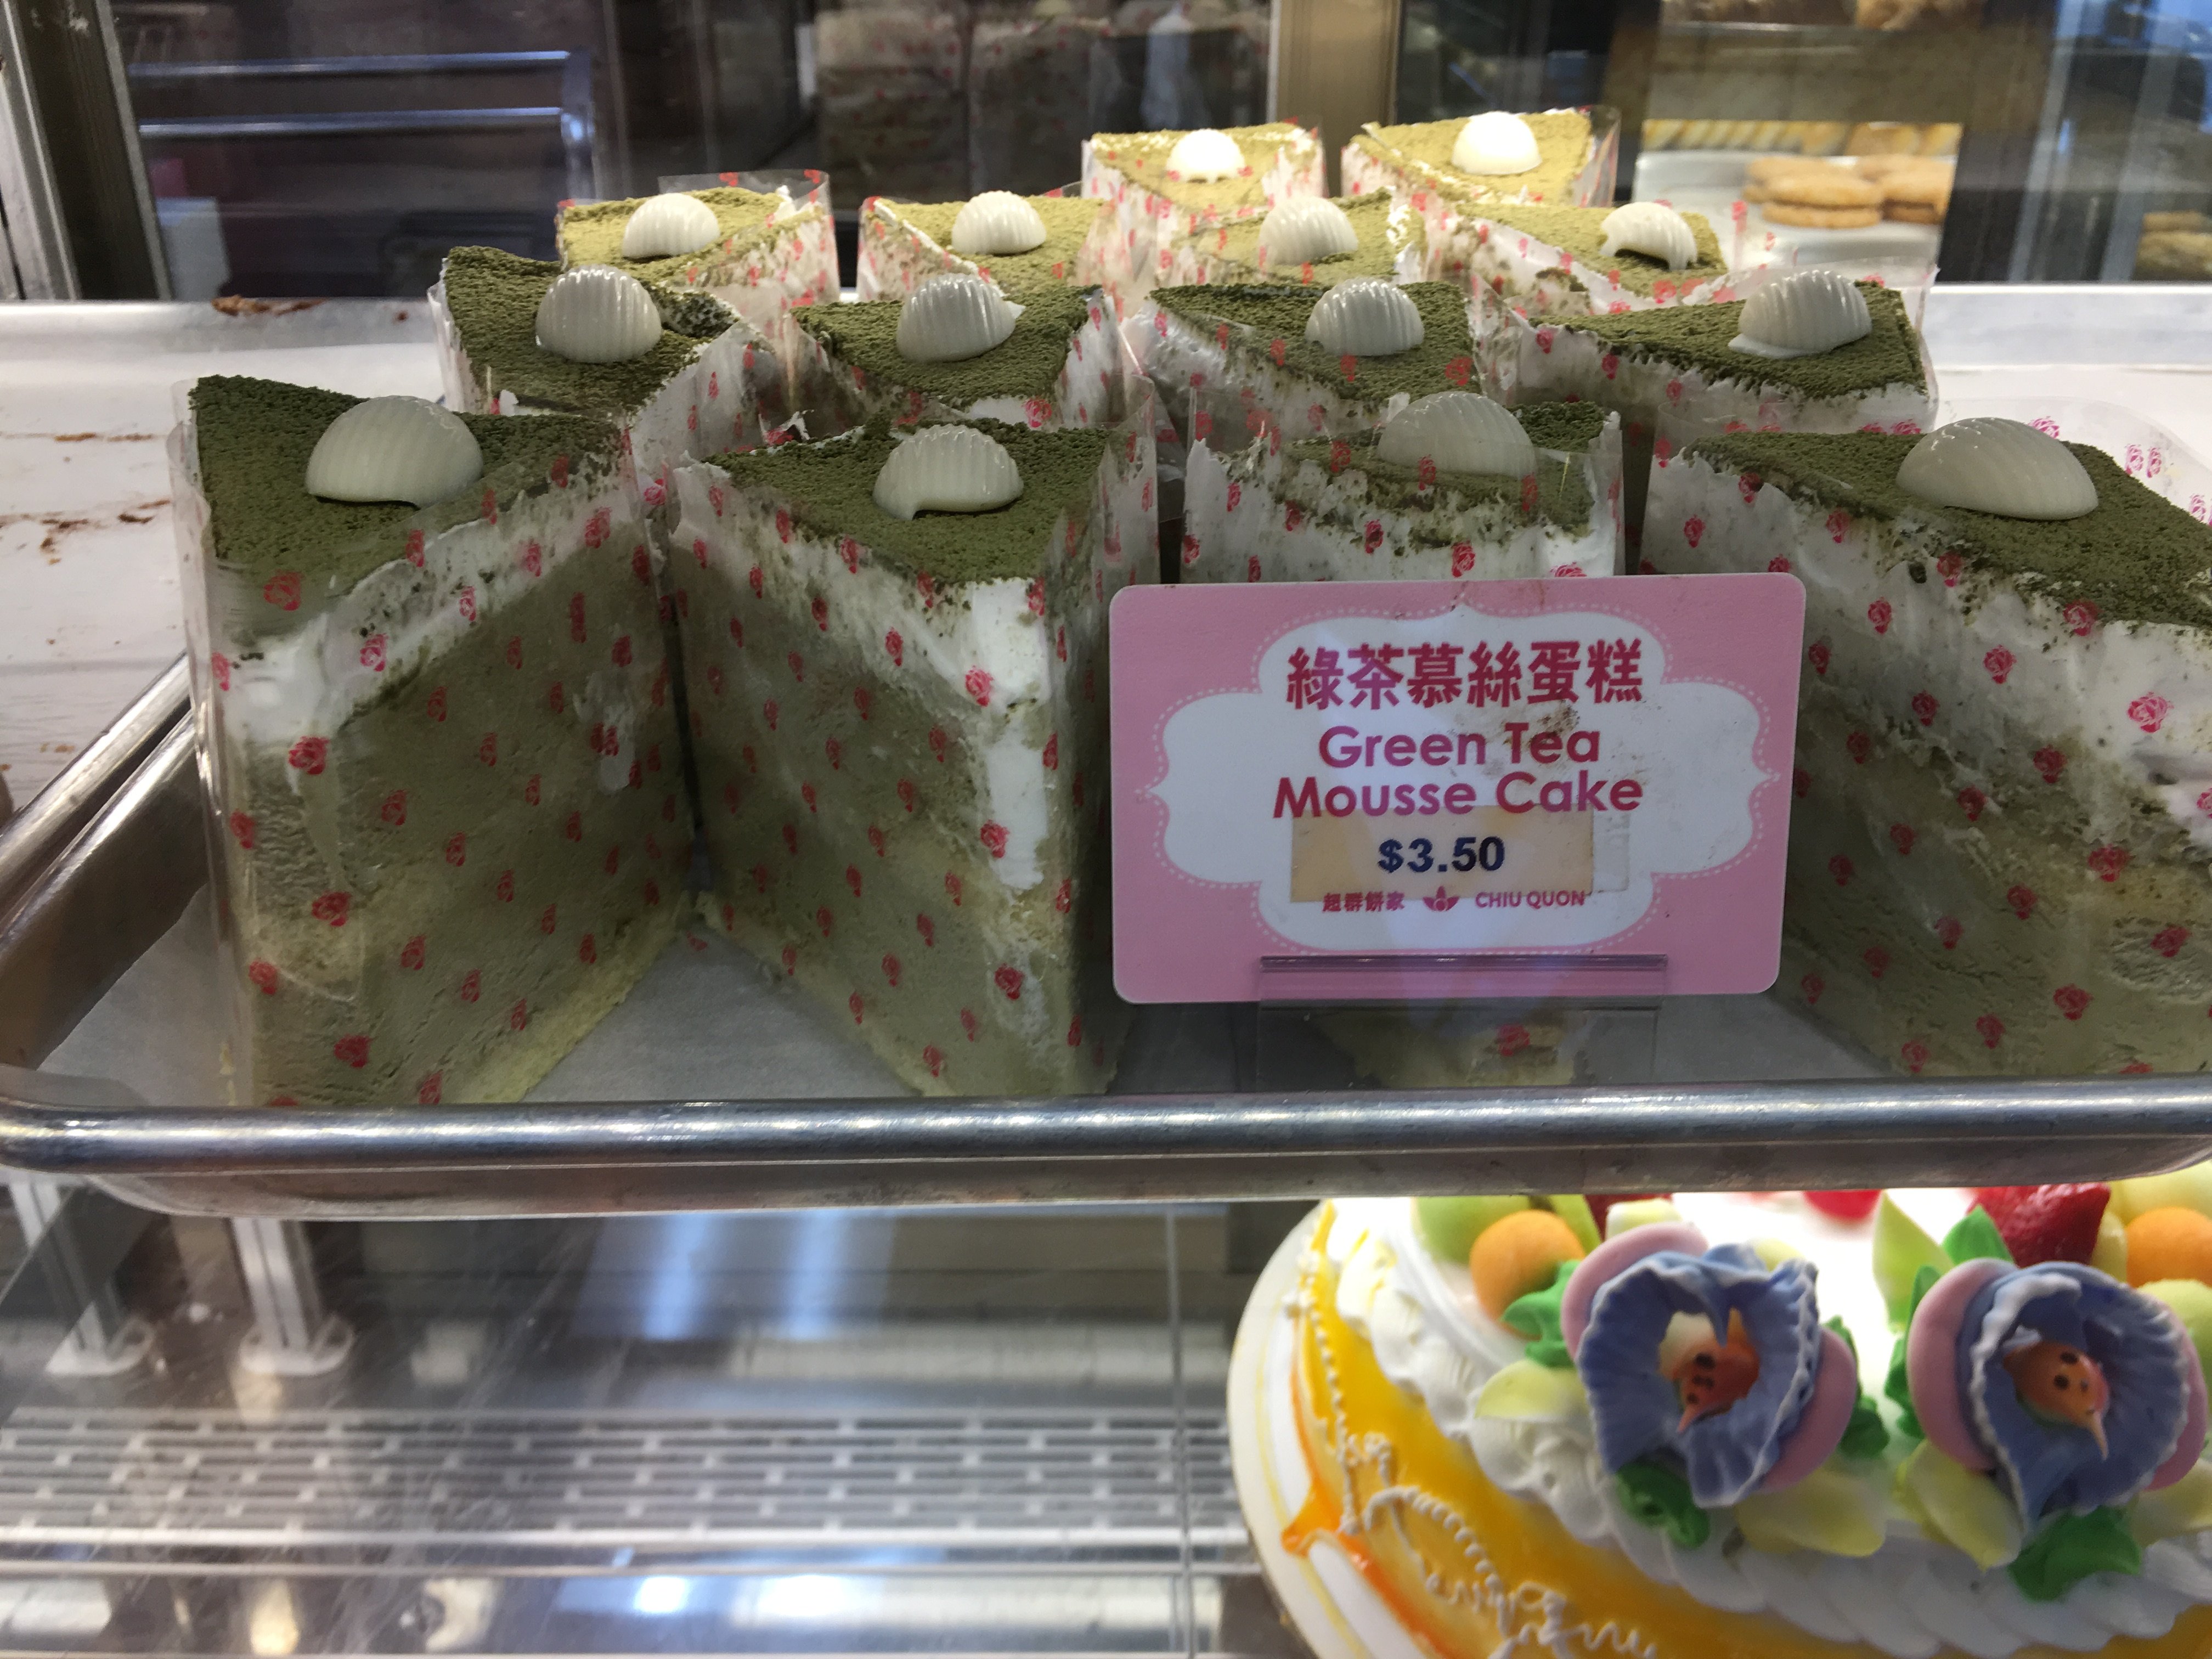 綠茶慕絲蛋糕
Green Tea
Mousse Cake
$3.50
超群餅家 CHIU QUON